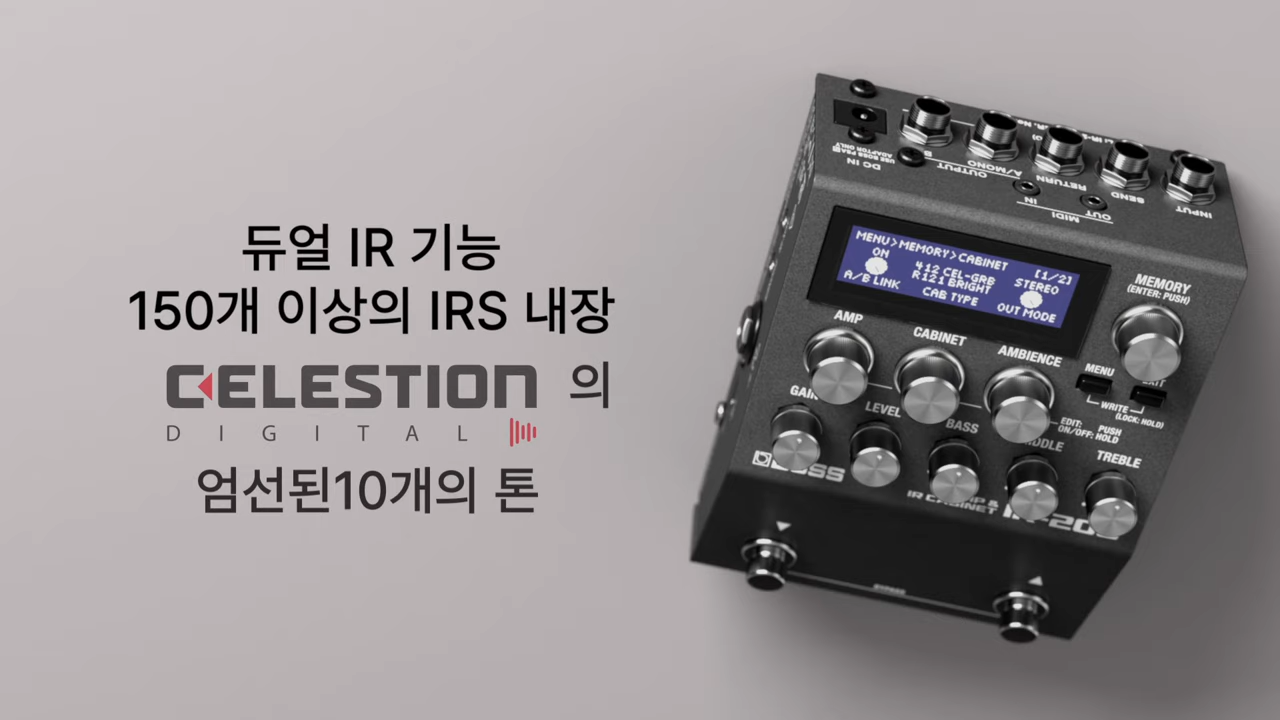 듀얼 IR 기능
150개 이상의 IRS 내장
CELESTION 의
DIGITAL
엄선된10개의 톤
DC IN
OUTPUT
A/MONO
RETURN
SEND
INPUT
IN MIDI OUT
MENU>MEMORY>CABINET [1/2]
ON 412 CEL-GRB STEREO
R121 BRIGHT
A/B LINK CAB TYPE OUT MODE
MEMORY
(ENTER: PUSH)
AMP CABINET AMBIENCE
MENU EXIT
WRITE
(LOCK: HOLD)
EDIT: PUSH
ON/OFF: HOLD
GAIN LEVEL BASS MIDDLE TREBLE
BOSS
CABINET